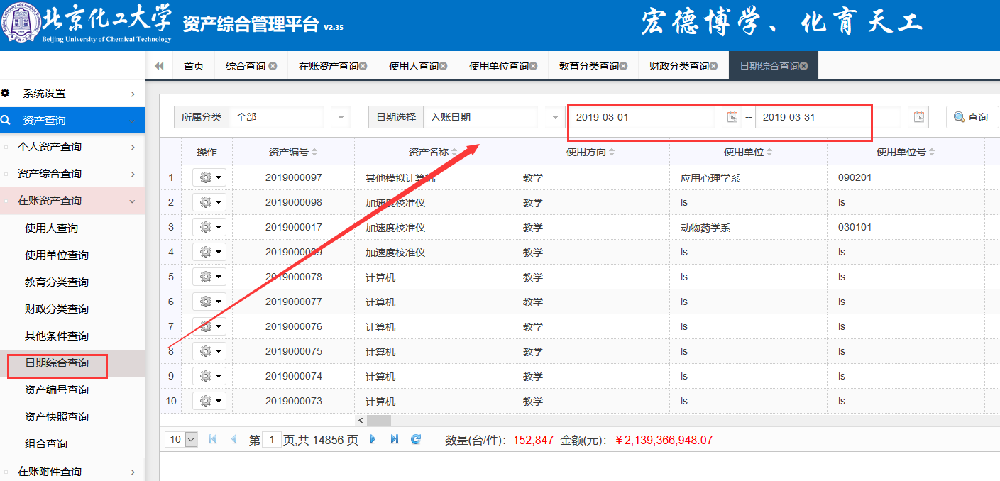 北京化工大学 资产综合管理平台 V2.35 宏德博学、化育天工
Beijing University of Chemical Technology
首页 综合查询 在账资产查询 使用人查询 使用单位查询 教育分类查询 财政分类查询 日期综合查询
系统设置
资产查询
个人资产查询
资产综合查询
在账资产查询
使用人查询
使用单位查询
教育分类查询
财政分类查询
其他条件查询
日期综合查询
资产编号查询
资产快照查询
组合查询
在账附件查询
所属分类 全部 日期选择 入账日期 2019-03-01 -- 2019-03-31 查询
操作 资产编号 资产名称 使用方向 使用单位 使用单位号
1 2019000097 其他模拟计算机 教学 应用心理学系 090201
2 2019000098 加速度校准仪 教学 ls ls
3 2019000017 加速度校准仪 教学 动物药学系 030101
4 2019000099 加速度校准仪 教学 ls ls
5 2019000078 计算机 教学 ls ls
6 2019000077 计算机 教学 ls ls
7 2019000076 计算机 教学 ls ls
8 2019000075 计算机 教学 ls ls
9 2019000074 计算机 教学 ls ls
10 2019000073 计算机 教学 ls ls
10 第 1 页,共 14856 页 数量(台/件): 152,847 金额(元): ￥2,139,366,948.07